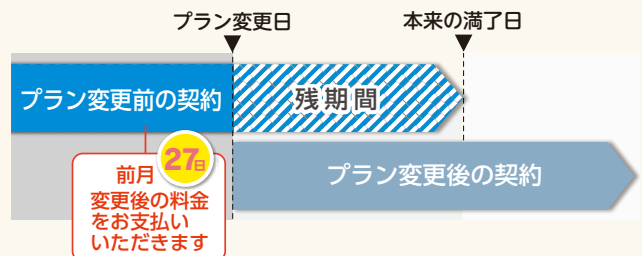 プラン変更日
本来の満了日
プラン変更前の契約
残期間
前月27日
変更後の料金
をお支払い
いただきます
プラン変更後の契約